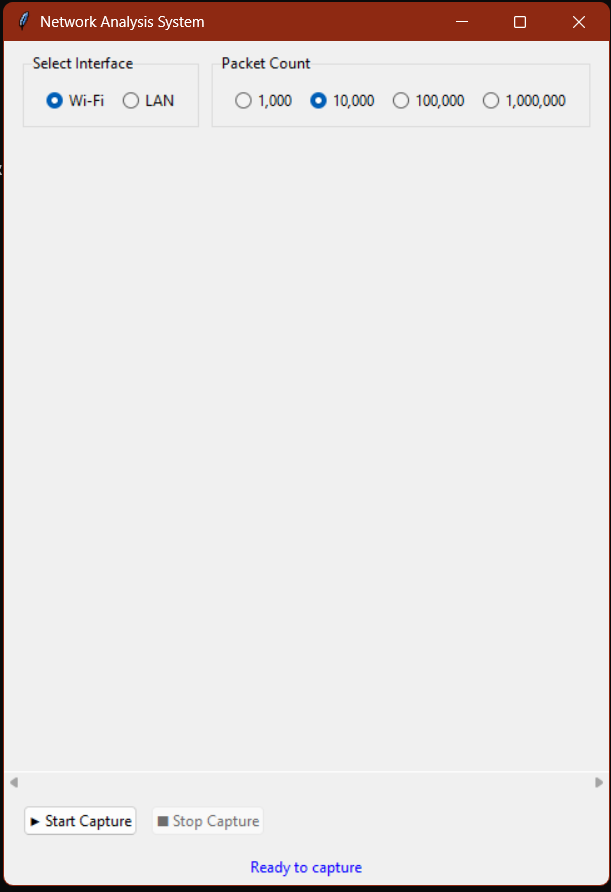 Network Analysis System
Select Interface
Packet Count
Wi-Fi LAN
1,000 10,000 100,000 1,000,000
Start Capture
Stop Capture
Ready to capture